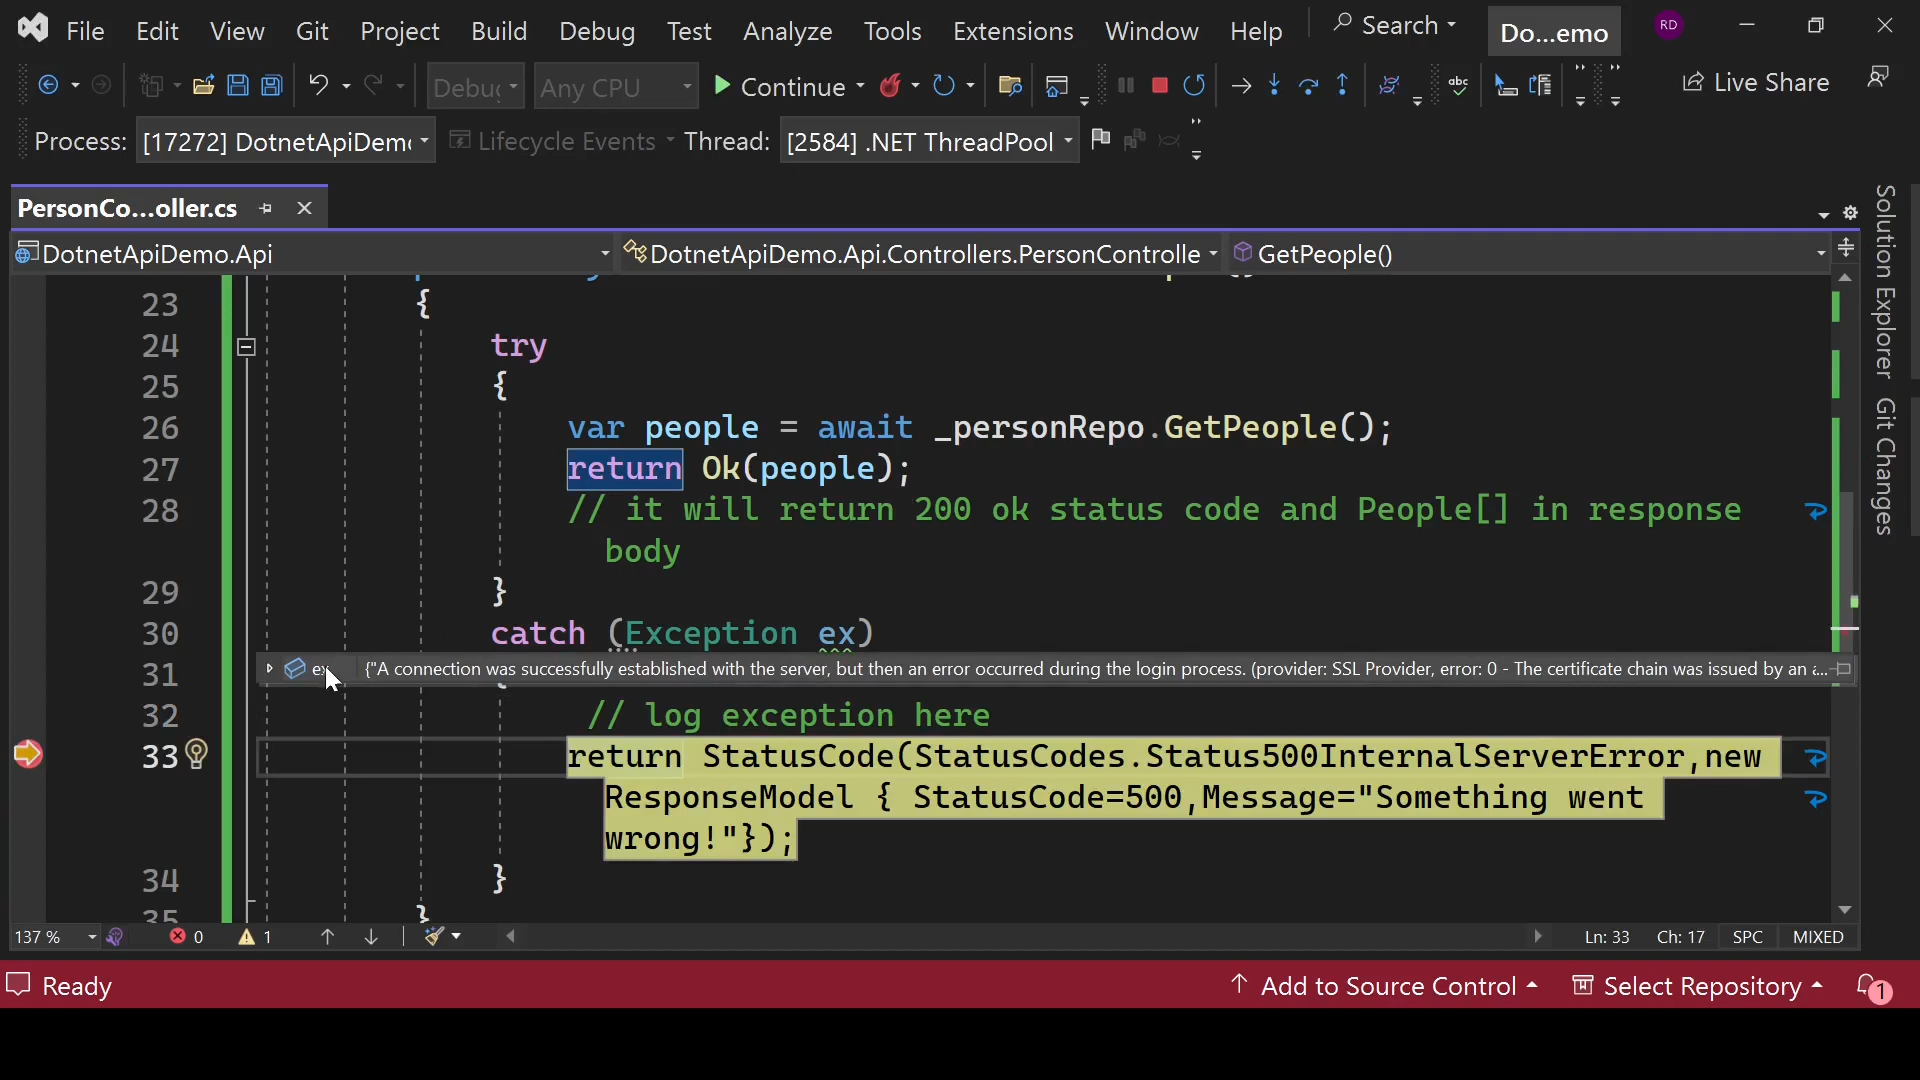 File Edit View Git Project Build Debug Test Analyze Tools Extensions Window Help Search Do...emo RD
Debug Any CPU Continue abc Live Share
Process: [17272] DotnetApiDemo Lifecycle Events Thread: [2584] .NET ThreadPool
PersonCo...oller.cs
DotnetApiDemo.Api DotnetApiDemo.Api.Controllers.PersonControlle GetPeople()
23 {
24 try
25 {
26 var people = await _personRepo.GetPeople();
27 return Ok(people);
28 // it will return 200 ok status code and People[] in response
body
29 }
30 catch (Exception ex)
31 ex {"A connection was successfully established with the server, but then an error occurred during the login process. (provider: SSL Provider, error: 0 - The certificate chain was issued by an a...
32 // log exception here
33 return StatusCode(StatusCodes.Status500InternalServerError,new
ResponseModel { StatusCode=500,Message="Something went
wrong!"});
34 }
35 }
137 % 0 1 Ln: 33 Ch: 17 SPC MIXED
Ready Add to Source Control Select Repository 1
Solution Explorer
Git Changes